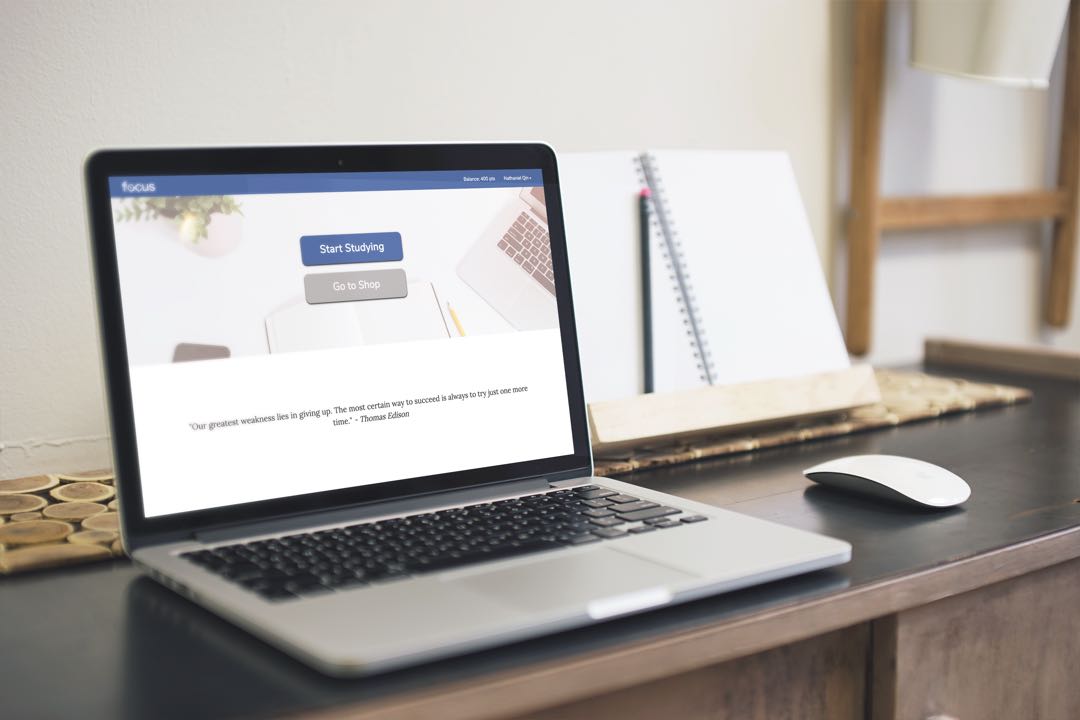 focus
Balance: 400 pts
Nathaniel Qin
Start Studying
Go to Shop
"Our greatest weakness lies in giving up. The most certain way to succeed is always to try just one more
time." - Thomas Edison